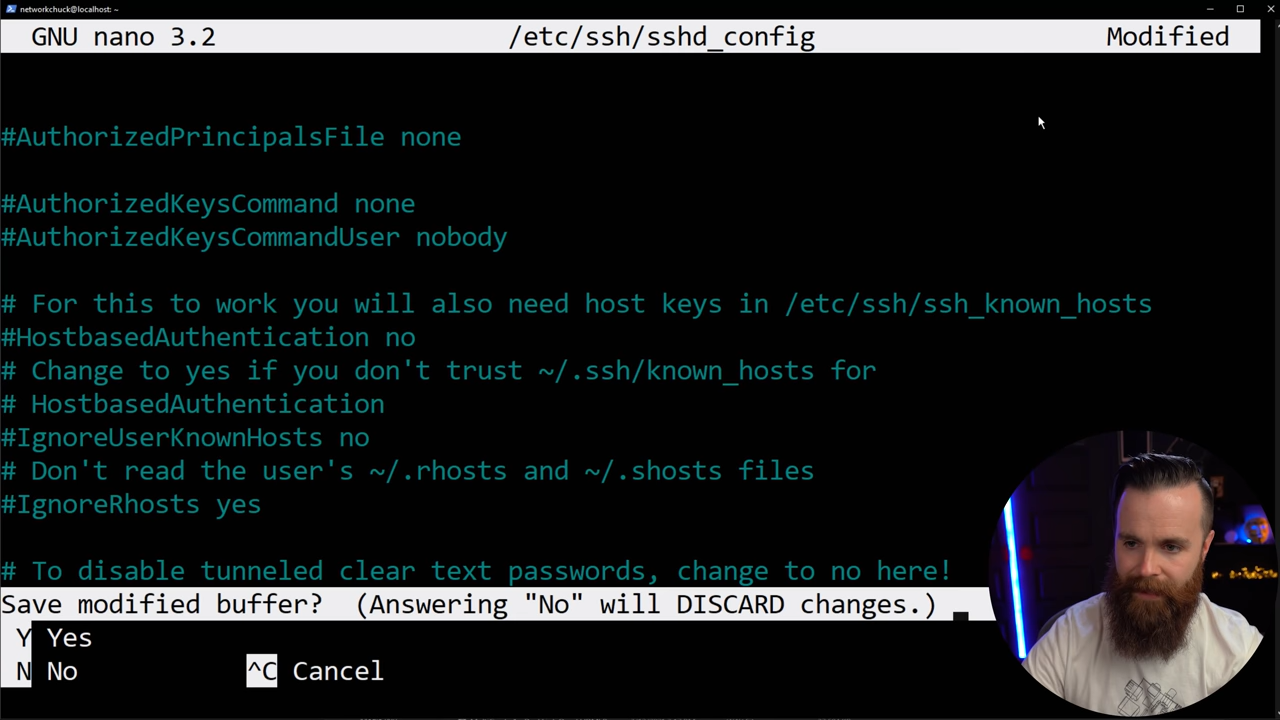 networkchuck@localhost: ~
GNU nano 3.2 /etc/ssh/sshd_config Modified
#AuthorizedPrincipalsFile none
#AuthorizedKeysCommand none
#AuthorizedKeysCommandUser nobody
# For this to work you will also need host keys in /etc/ssh/ssh_known_hosts
#HostbasedAuthentication no
# Change to yes if you don't trust ~/.ssh/known_hosts for
# HostbasedAuthentication
#IgnoreUserKnownHosts no
# Don't read the user's ~/.rhosts and ~/.shosts files
#IgnoreRhosts yes
# To disable tunneled clear text passwords, change to no here!
Save modified buffer? (Answering "No" will DISCARD changes.)
Y Yes
N No ^C Cancel